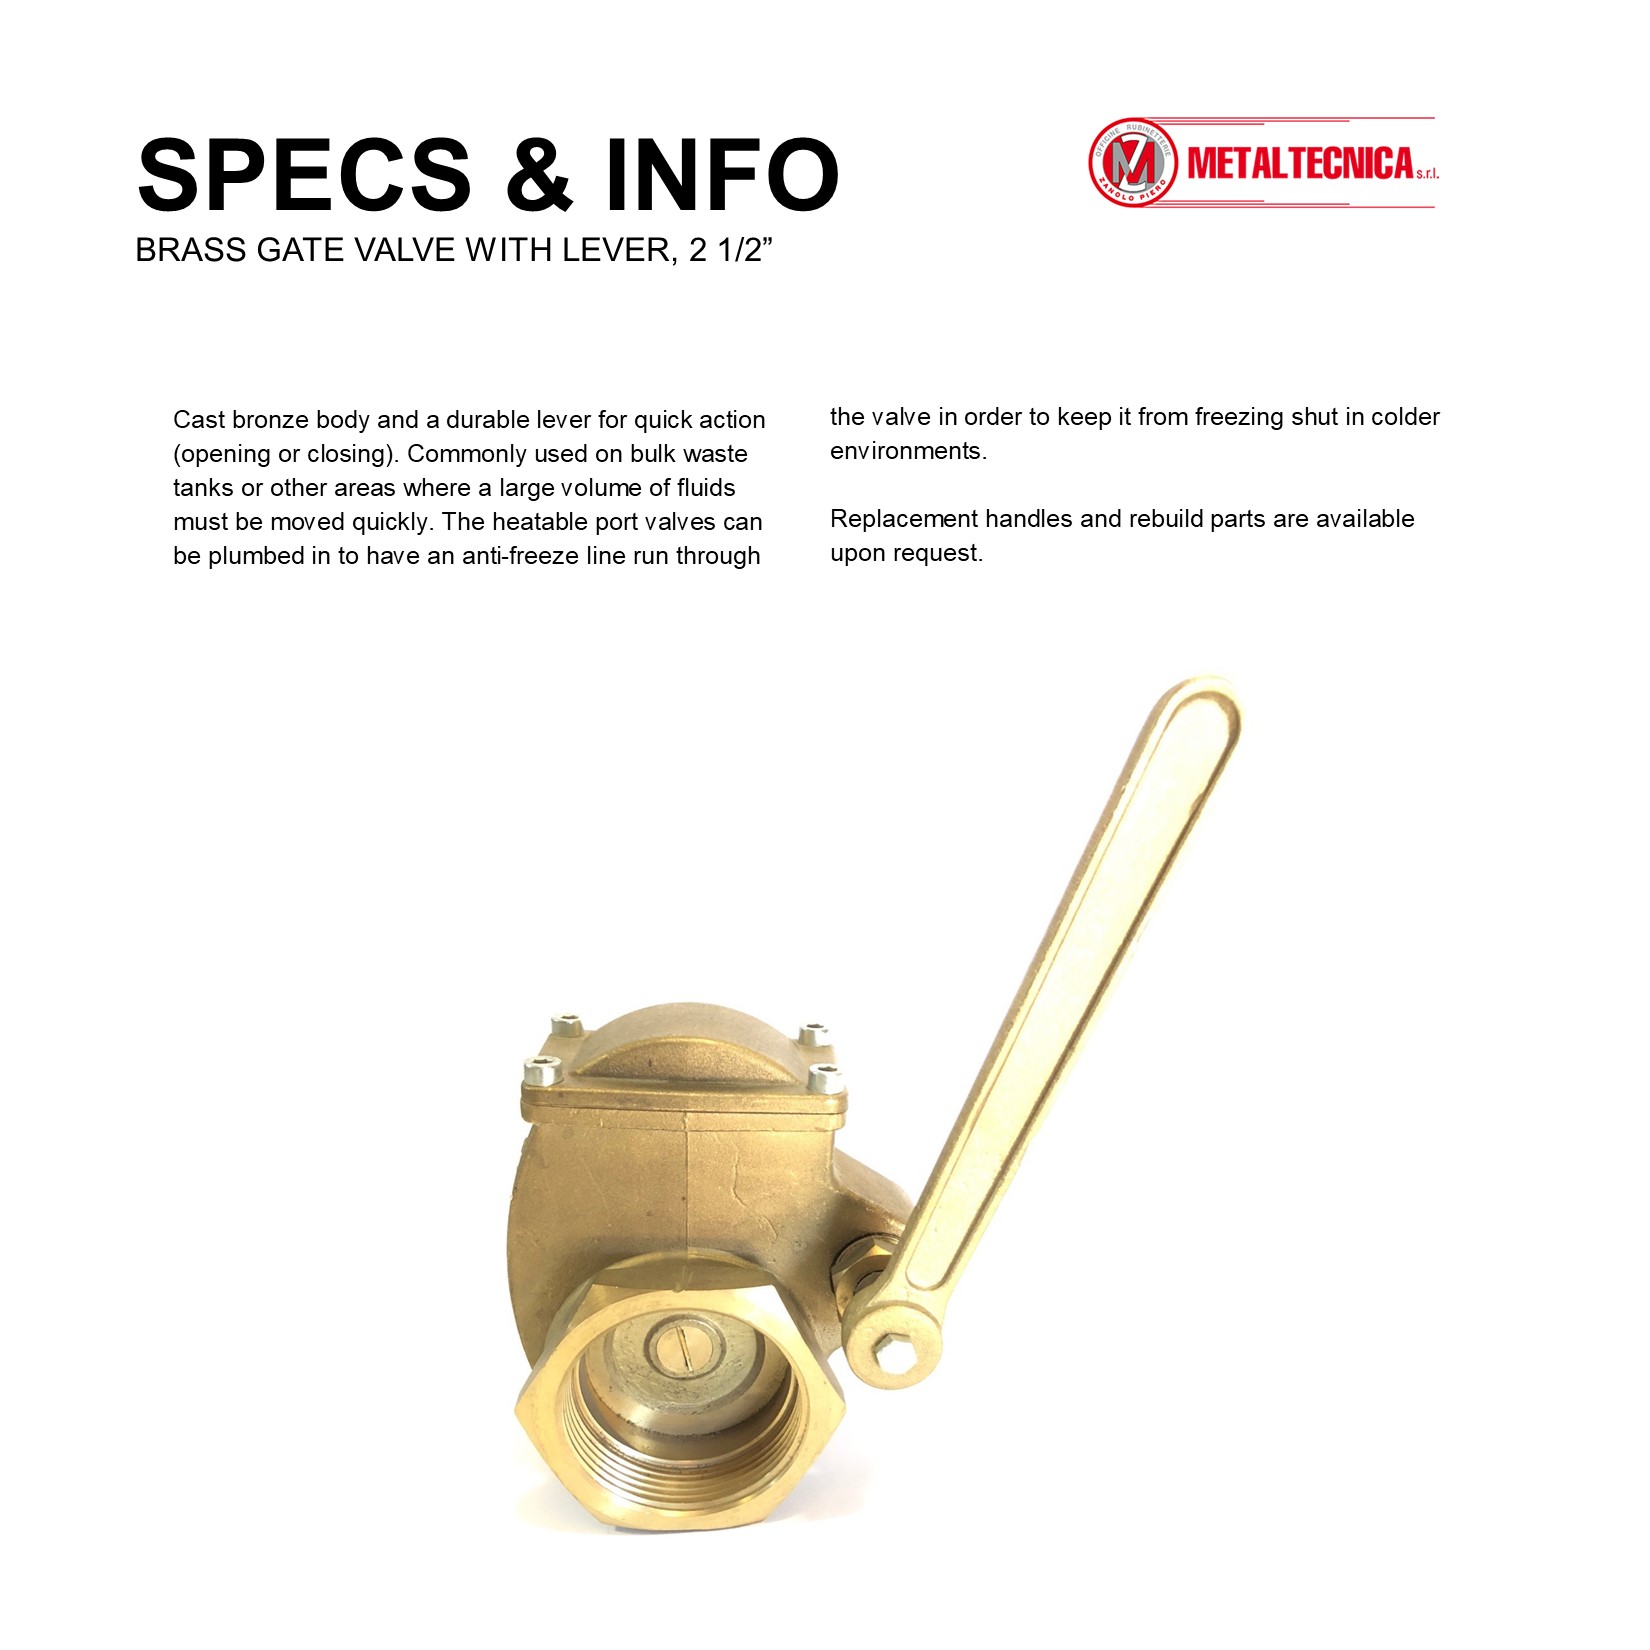 SPECS & INFO
BRASS GATE VALVE WITH LEVER, 2 1/2”
OFFICINE RUBINETTERIE
ZANOLO PIERO
METALTECNICA s.r.l.
Cast bronze body and a durable lever for quick action
(opening or closing). Commonly used on bulk waste
tanks or other areas where a large volume of fluids
must be moved quickly. The heatable port valves can
be plumbed in to have an anti-freeze line run through
the valve in order to keep it from freezing shut in colder
environments.
Replacement handles and rebuild parts are available
upon request.